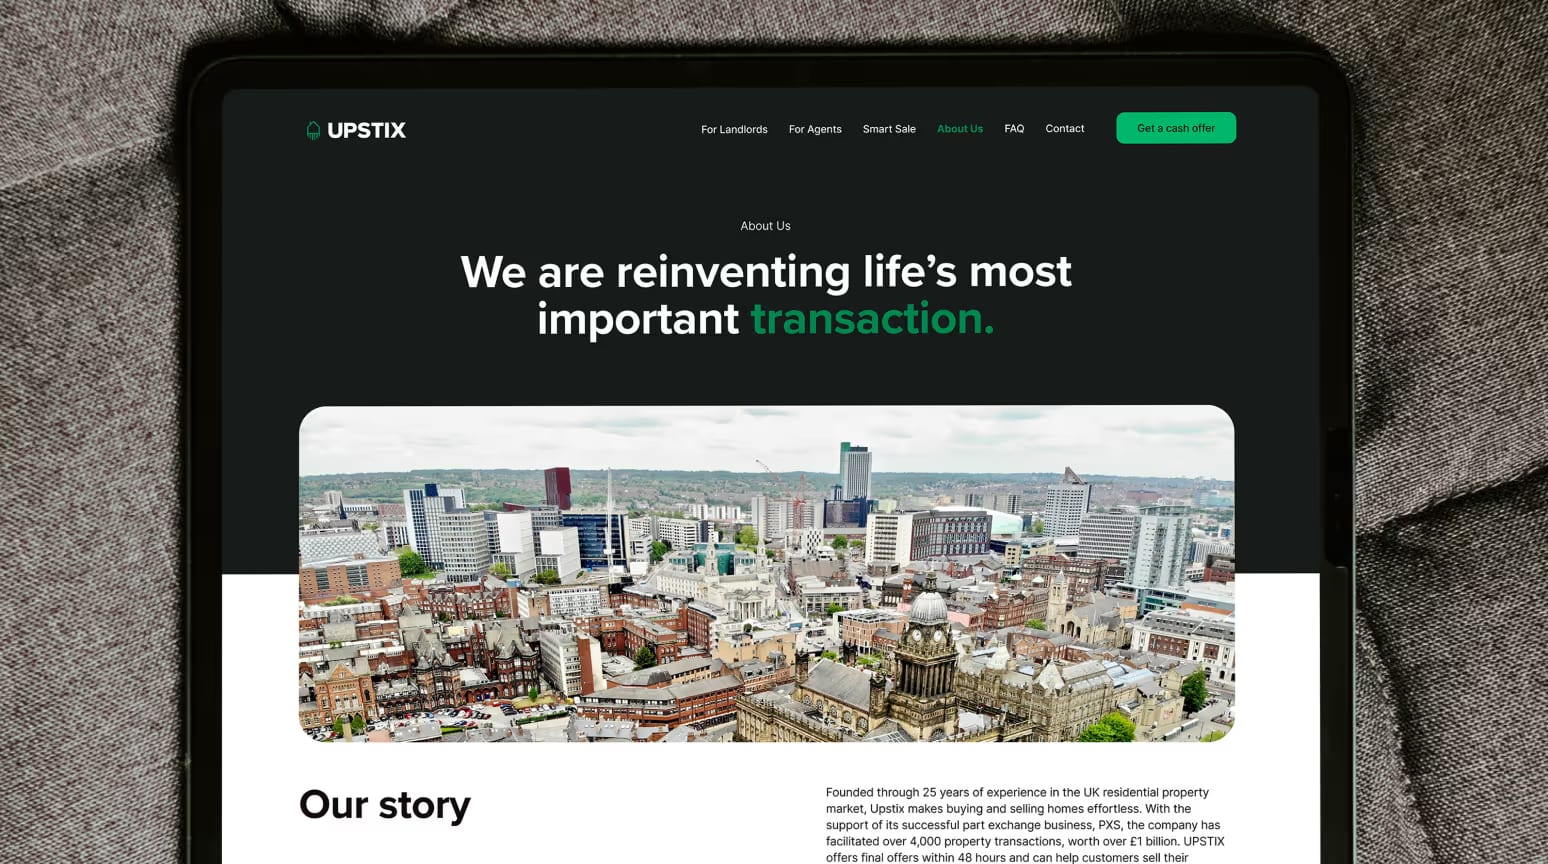 UPSTIX
For Landlords
For Agents
Smart Sale
About Us
FAQ
Contact
Get a cash offer
About Us
We are reinventing life’s most
important transaction.
Our story
Founded through 25 years of experience in the UK residential property
market, Upstix makes buying and selling homes effortless. With the
support of its successful part exchange business, PXS, the company has
facilitated over 4,000 property transactions, worth over £1 billion. UPSTIX
offers final offers within 48 hours and can help customers sell their